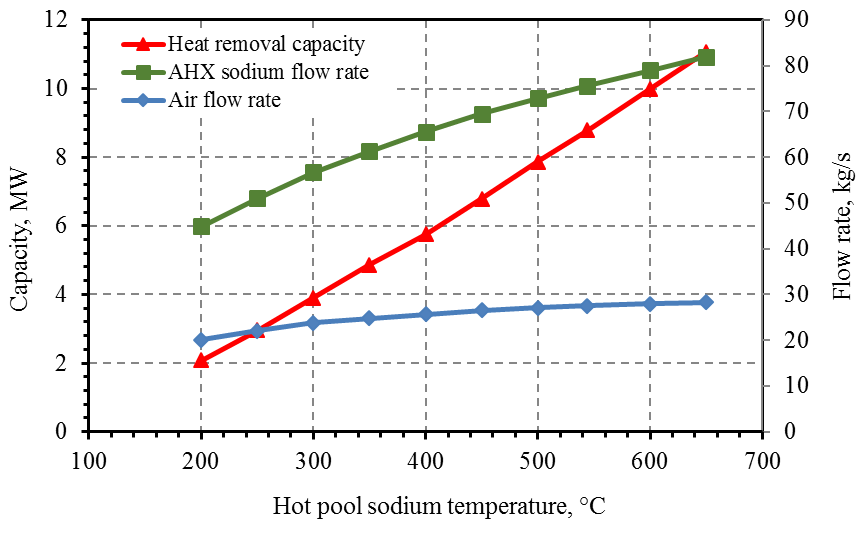 Heat removal capacity
AHX sodium flow rate
Air flow rate
12
10
8
6
4
2
0
Capacity, MW
90
80
70
60
50
40
30
20
10
0
Flow rate, kg/s
100 200 300 400 500 600 700
Hot pool sodium temperature, °C